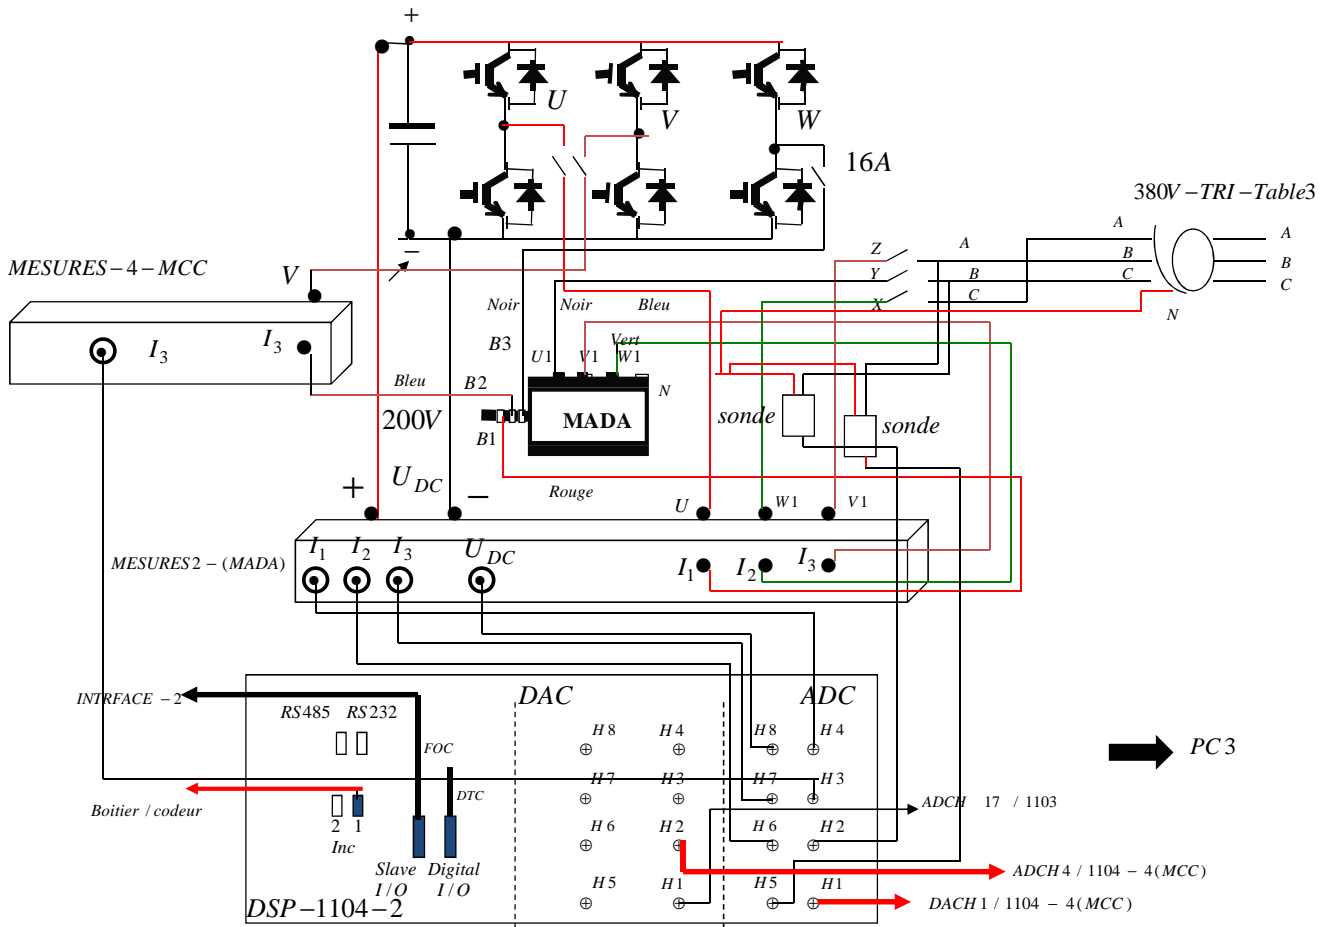 +
U
V
W
16A
380V-TRI-Table3
A
A
B
B
C
C
N
Z
A
Y
B
X
C
MESURES-4-MCC
V
I3
I3
−
Noir
Noir
Bleu
Vert
B3
U1
V1
W1
N
Bleu
B2
200V
B1
MADA
sonde
sonde
Rouge
+
UDC
−
U
W1
V1
MESURES2-(MADA)
I1
I2
I3
UDC
I1
I2
I3
INTRFACE-2
DAC
ADC
RS485
RS232
FOC
DTC
H8
H4
H8
H4
H7
H3
H7
H3
H6
H2
H6
H2
H5
H1
H5
H1
PC3
Boitier/codeur
2
1
Inc
Slave
I/O
Digital
I/O
DSP-1104-2
ADCH 17 / 1103
ADCH4 / 1104 - 4(MCC)
DACH1 / 1104 - 4(MCC)